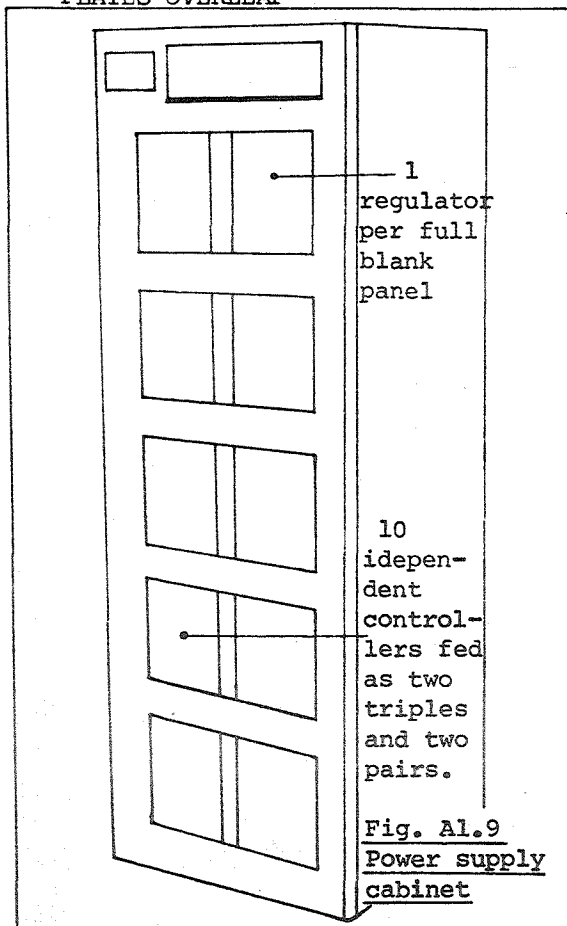 PLATES OVERLAP
1
regulator
per full
blank
panel
10
idepen-
dent
control-
lers fed
as two
triples
and two
pairs.
Fig. A1.9
Power supply
cabinet